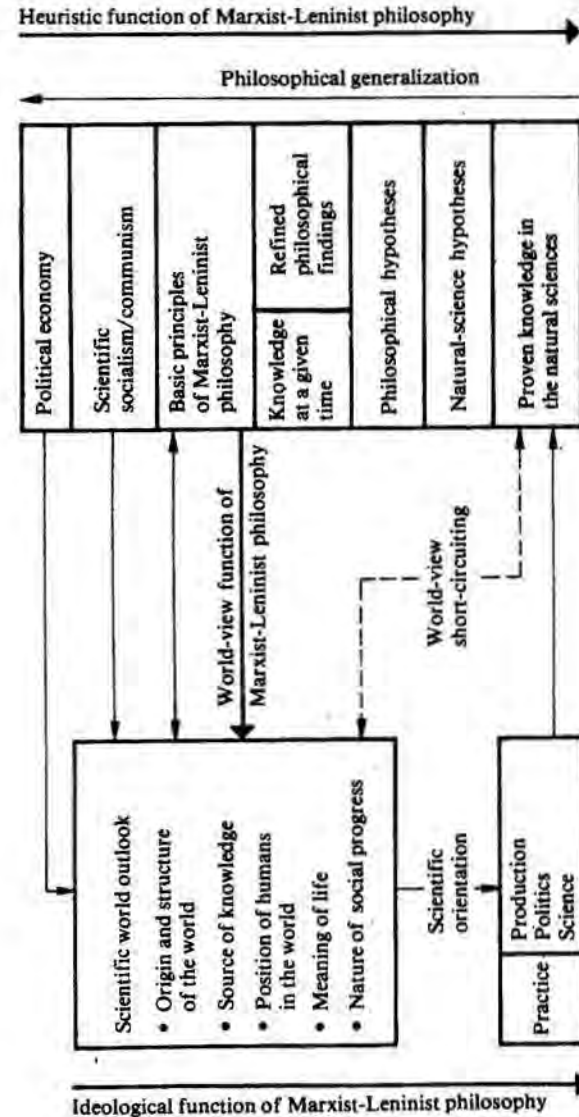 Heuristic function of Marxist-Leninist philosophy
Philosophical generalization
Political economy
Scientific
socialism/communism
Basic principles
of Marxist-Leninist
philosophy
Refined
philosophical
findings
Knowledge
at a given
time
Philosophical hypotheses
Natural-science hypotheses
Proven knowledge in
the natural sciences
World-view function of
Marxist-Leninist philosophy
World-view
short-circuiting
Scientific world outlook
• Origin and structure
of the world
• Source of knowledge
• Position of humans
in the world
• Meaning of life
• Nature of social progress
Scientific
orientation
Practice
Production
Politics
Science
Ideological function of Marxist-Leninist philosophy